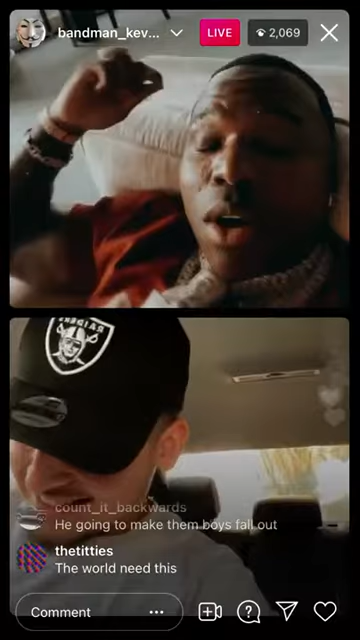 bandman_kev...
LIVE
2,069
RAIDERS
count_it_backwards
He going to make them boys fall out
thetitties
The world need this
Comment